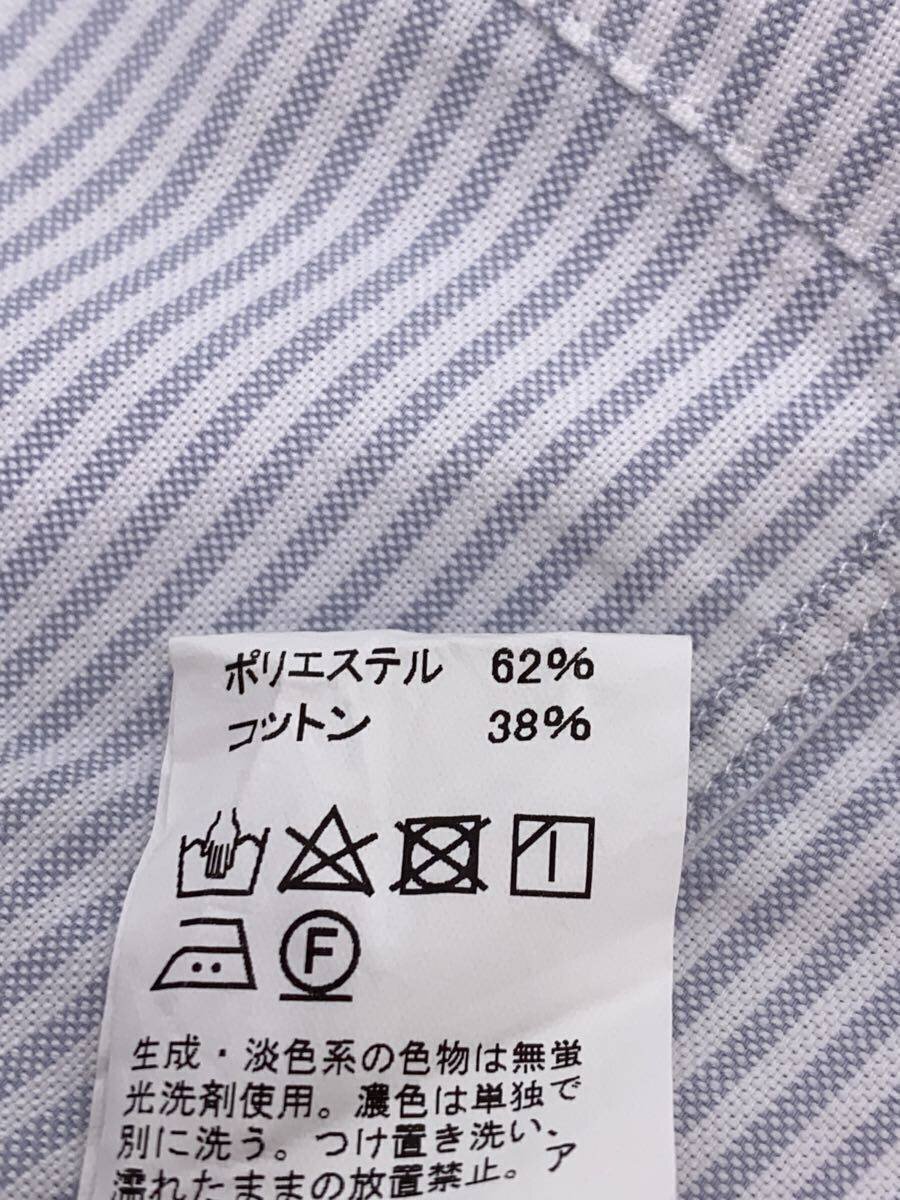 ポリエステル 62%
コットン 38%
F
生成・淡色系の色物は無蛍
光洗剤使用。濃色は単独で
別に洗う。つけ置き洗い、
濡れたままの放置禁止。ア